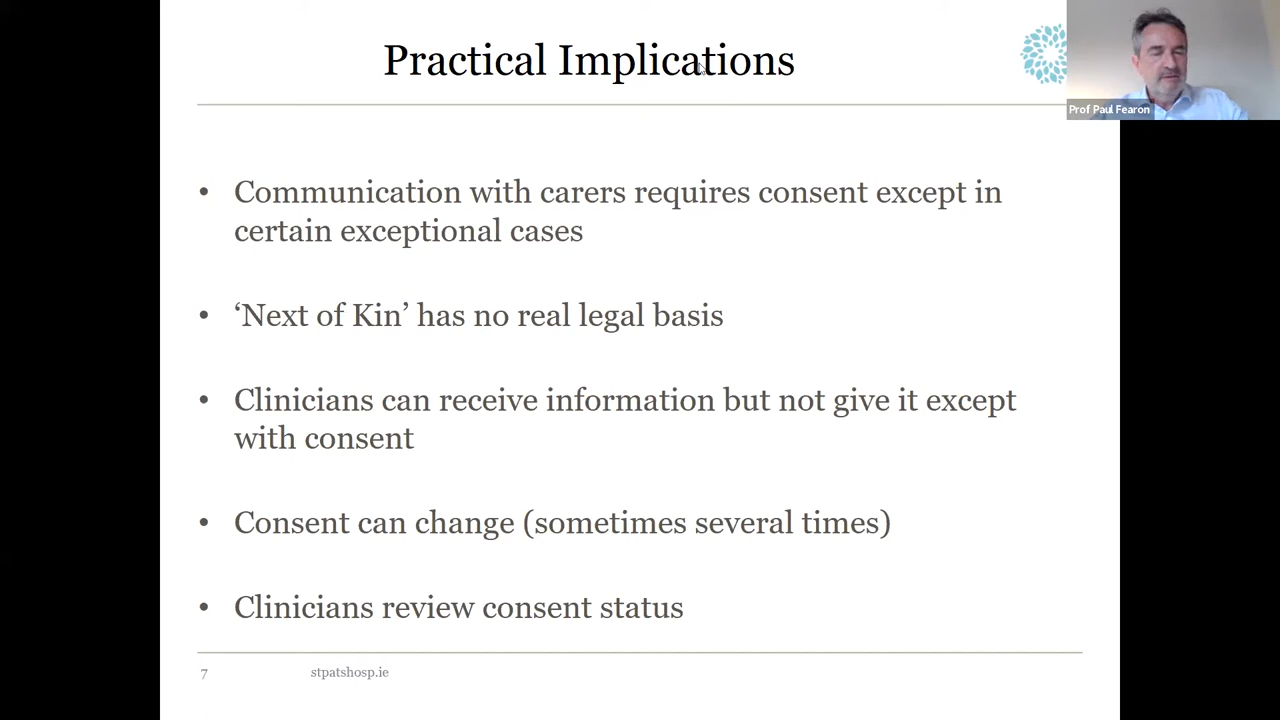 Practical Implications
Prof Paul Fearon
• Communication with carers requires consent except in
certain exceptional cases
• ‘Next of Kin’ has no real legal basis
• Clinicians can receive information but not give it except
with consent
• Consent can change (sometimes several times)
• Clinicians review consent status
7 stpatshosp.ie